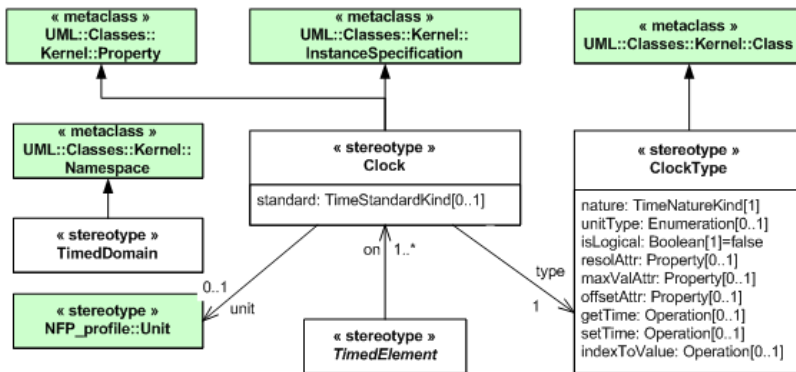 « metaclass »
UML::Classes::
Kernel::Property
« metaclass »
UML::Classes::Kernel::
InstanceSpecification
« metaclass »
UML::Classes::Kernel::Class
« metaclass »
UML::Classes::Kernel::
Namespace
« stereotype »
Clock
standard: TimeStandardKind[0..1]
« stereotype »
ClockType
nature: TimeNatureKind[1]
unitType: Enumeration[0..1]
isLogical: Boolean[1]=false
resolAttr: Property[0..1]
maxValAttr: Property[0..1]
offsetAttr: Property[0..1]
getTime: Operation[0..1]
setTime: Operation[0..1]
indexToValue: Operation[0..1]
« stereotype »
TimedDomain
on
1..*
type
1
0..1
unit
« stereotype »
NFP_profile::Unit
« stereotype »
TimedElement